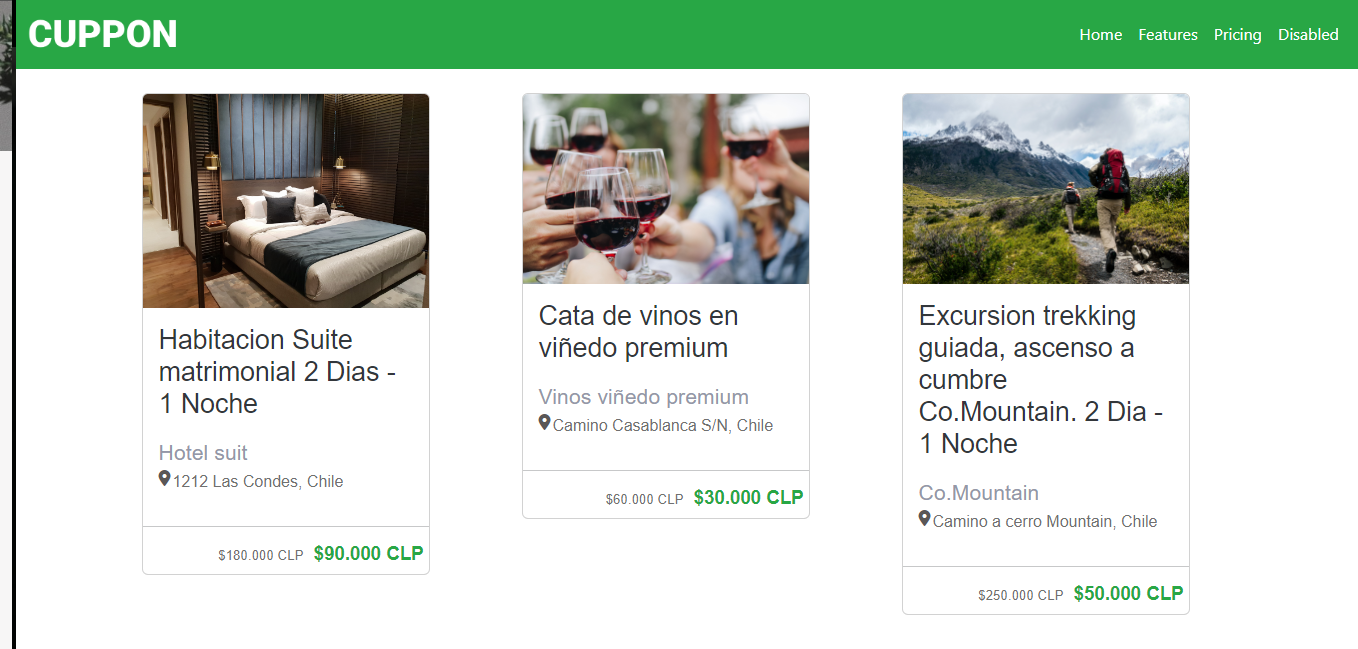 CUPPON
Home Features Pricing Disabled
Habitacion Suite
matrimonial 2 Dias -
1 Noche
Hotel suit
1212 Las Condes, Chile
$180.000 CLP $90.000 CLP
Cata de vinos en
viñedo premium
Vinos viñedo premium
Camino Casablanca S/N, Chile
$60.000 CLP $30.000 CLP
Excursion trekking
guiada, ascenso a
cumbre
Co.Mountain. 2 Dia -
1 Noche
Co.Mountain
Camino a cerro Mountain, Chile
$250.000 CLP $50.000 CLP